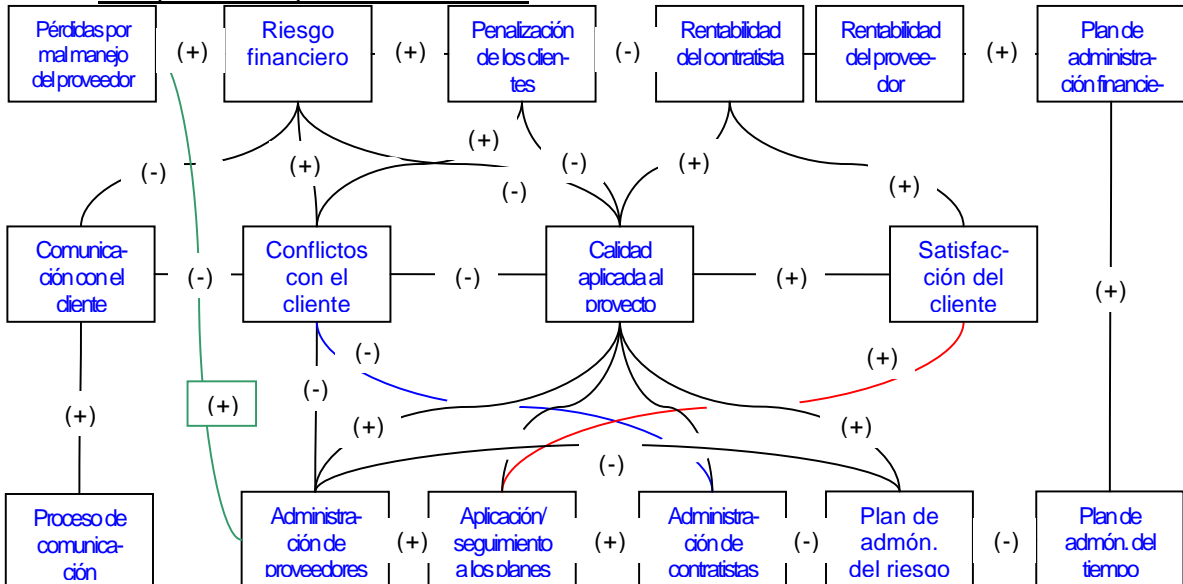 Pérdidas por
mal manejo
del proveedor
(+)
Riesgo
financiero
(+)
Penalización
de los clien-
tes
(-)
Rentabilidad
del contratista
Rentabilidad
del provee-
dor
(+)
Plan de
administra-
ción financie-
(-)
(+)
(+)
(-)
(-)
(+)
(+)
Comunica-
ción con el
cliente
(-)
Conflictos
con el
cliente
(-)
Calidad
aplicada al
proyecto
(+)
Satisfac-
ción del
cliente
(+)
(+)
(+)
(-)
(-)
(+)
(+)
(+)
(-)
Proceso de
comunica-
ción
Administra-
ción de
proveedores
(+)
Aplicación/
seguimiento
a los planes
(+)
Administra-
ción de
contratistas
(-)
Plan de
admón.
del riesgo
(-)
Plan de
admón. del
tiempo